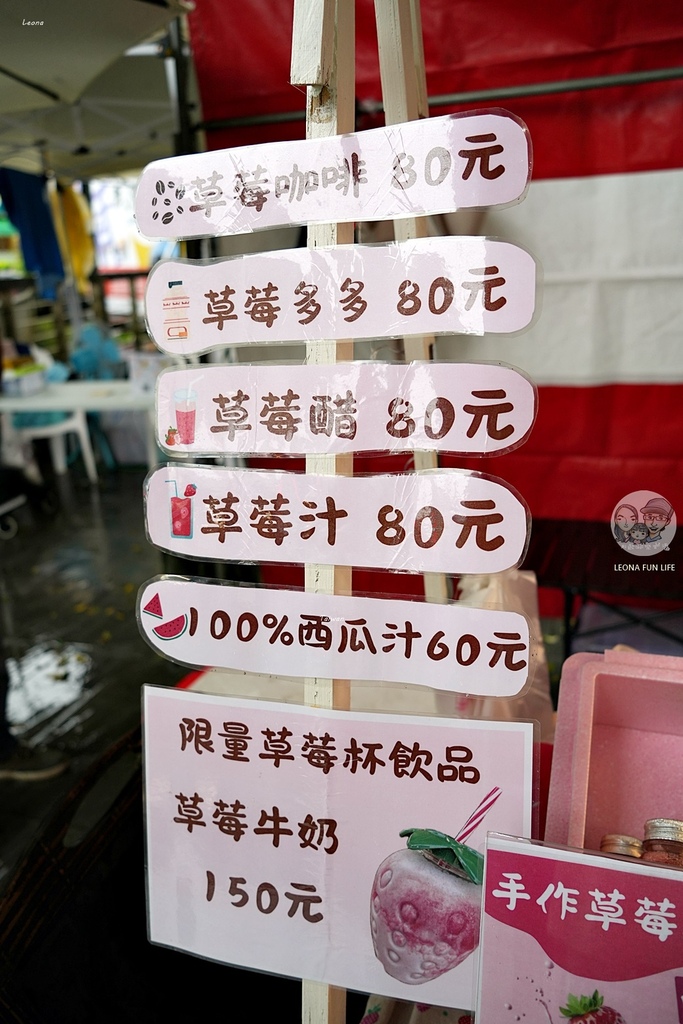 Leona
草莓咖啡 80元
草莓多多 80元
草莓醋 80元
草莓汁 80元
100%西瓜汁60元
限量草莓杯飲品
草莓牛奶
150元
手作草莓
LEONA FUN LIFE